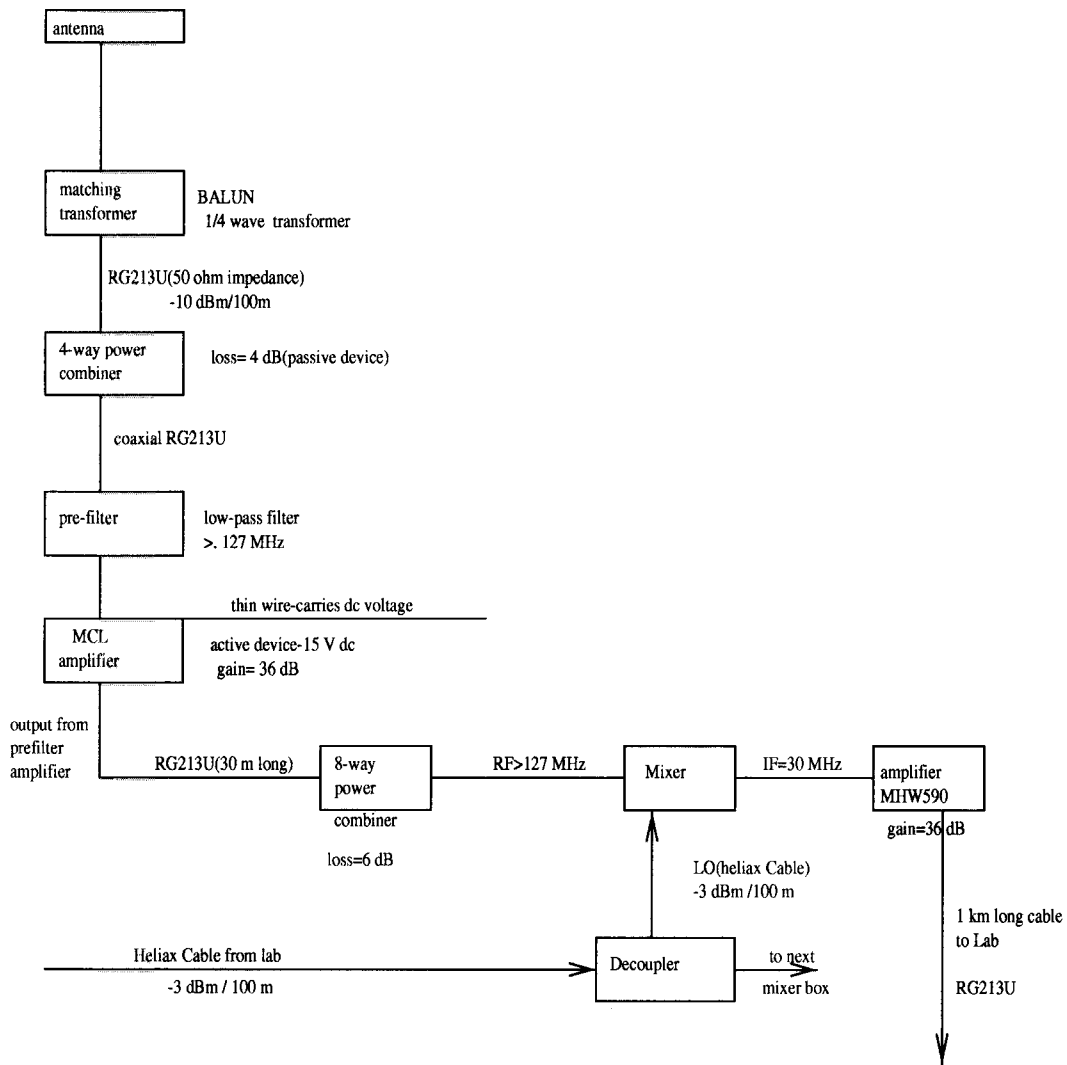 antenna
matching
transformer
BALUN
1/4 wave transformer
RG213U(50 ohm impedance)
-10 dBm/100m
4-way power
combiner
loss= 4 dB(passive device)
coaxial RG213U
pre-filter
low-pass filter
>. 127 MHz
thin wire-carries dc voltage
MCL
amplifier
active device-15 V dc
gain= 36 dB
output from
prefilter
amplifier
RG213U(30 m long)
8-way
power
combiner
loss=6 dB
RF>127 MHz
Mixer
IF=30 MHz
amplifier
MHW590
gain=36 dB
LO(heliax Cable)
-3 dBm /100 m
1 km long cable
to Lab
RG213U
Heliax Cable from lab
-3 dBm / 100 m
Decoupler
to next
mixer box